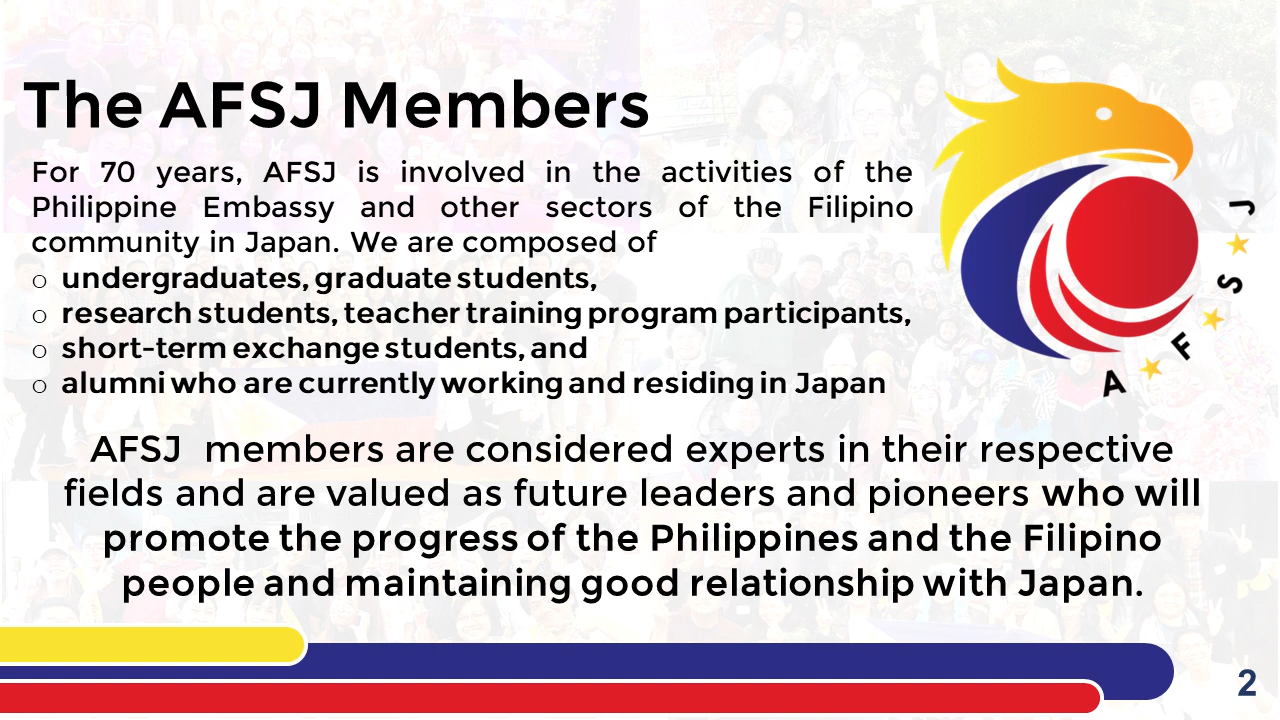 The AFSJ Members
For 70 years, AFSJ is involved in the activities of the
Philippine Embassy and other sectors of the Filipino
community in Japan. We are composed of
o undergraduates, graduate students,
o research students, teacher training program participants,
o short-term exchange students, and
o alumni who are currently working and residing in Japan
AFSJ members are considered experts in their respective
fields and are valued as future leaders and pioneers who will
promote the progress of the Philippines and the Filipino
people and maintaining good relationship with Japan.
A ★ F ★ S ★ J
2